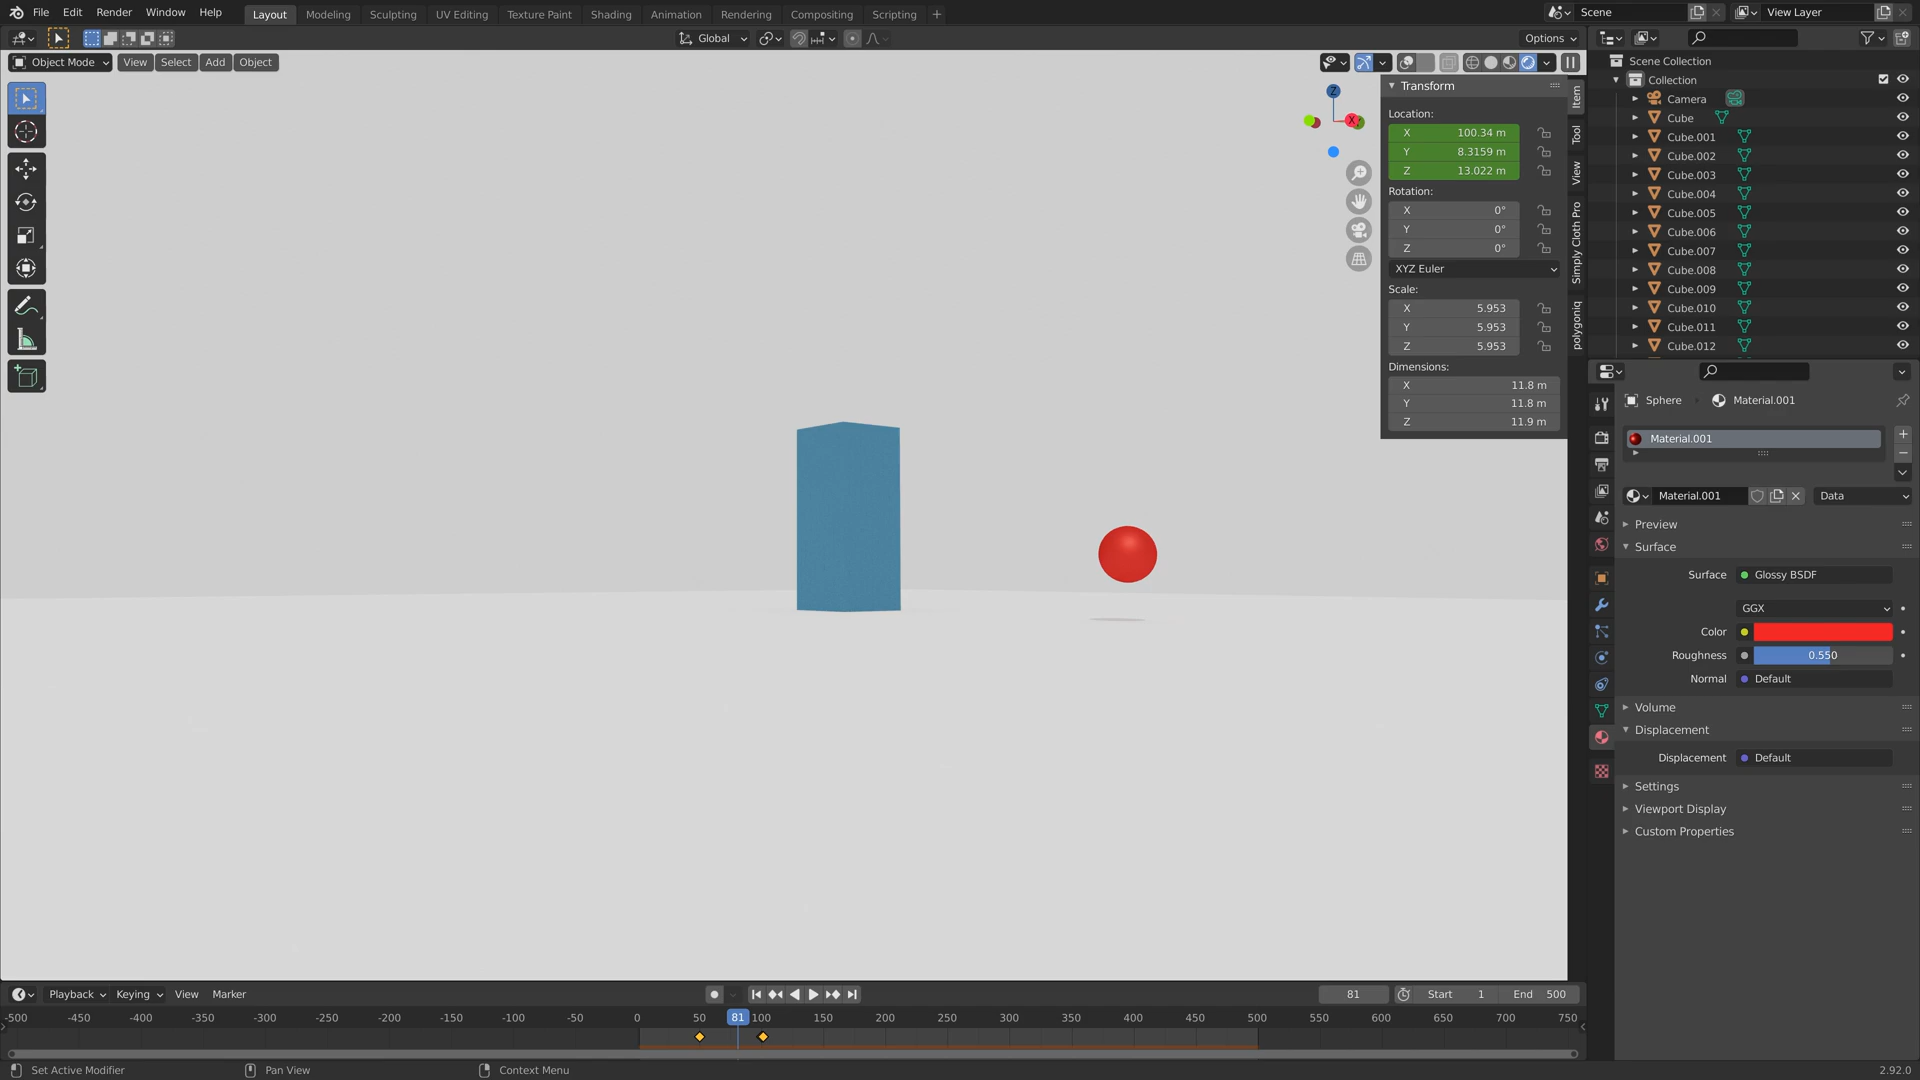 File Edit Render Window Help Layout Modeling Sculpting UV Editing Texture Paint Shading Animation Rendering Compositing Scripting + Scene View Layer
Global Options
Object Mode View Select Add Object
Scene Collection
Collection
Camera
Cube
Cube.001
Cube.002
Cube.003
Cube.004
Cube.005
Cube.006
Cube.007
Cube.008
Cube.009
Cube.010
Cube.011
Cube.012
Z
X
Transform
Location:
X 100.34 m
Y 8.3159 m
Z 13.022 m
Rotation:
X 0°
Y 0°
Z 0°
XYZ Euler
Scale:
X 5.953
Y 5.953
Z 5.953
Dimensions:
X 11.8 m
Y 11.8 m
Z 11.9 m
Item
Tool
View
Simply Cloth Pro
polygoniq
Sphere Material.001
Material.001
Material.001 Data
Preview
Surface
Surface Glossy BSDF
GGX
Color
Roughness 0.550
Normal Default
Volume
Displacement
Displacement Default
Settings
Viewport Display
Custom Properties
Playback Keying View Marker 81 Start 1 End 500
-500 -450 -400 -350 -300 -250 -200 -150 -100 -50 0 50 81 100 150 200 250 300 350 400 450 500 550 600 650 700 750
Set Active Modifier Pan View Context Menu 2.92.0